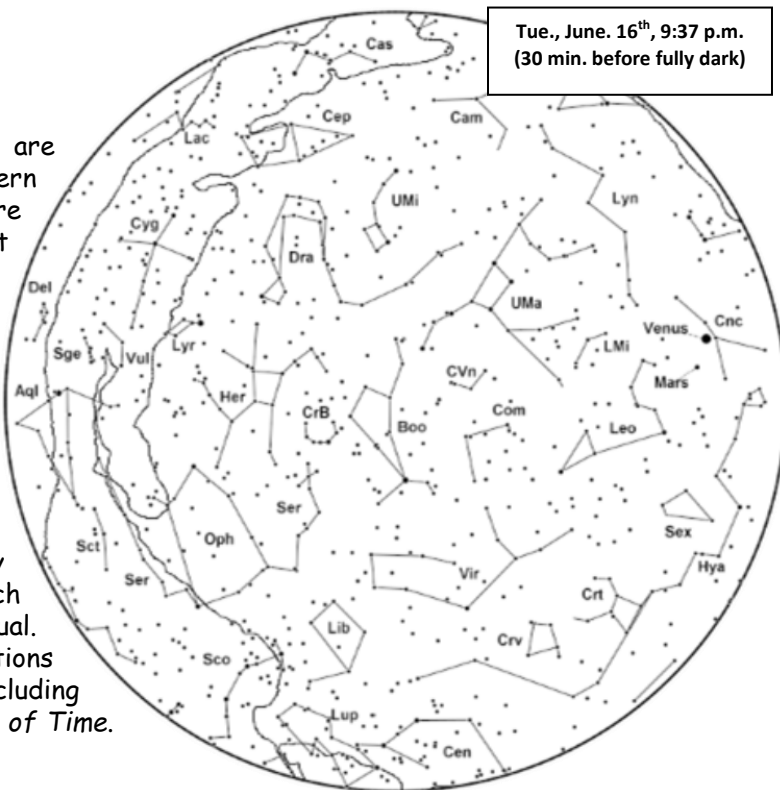 Tue., June. 16th, 9:37 p.m.
(30 min. before fully dark)
Cas
are
Cep
Cam
Lac
ern
re
UMi
Lyn
t
Cyg
Dra
Del
UMa
Venus
Cnc
Sge
Vul
Lyr
LMi
CVn
Mars
Aql
Her
CrB
Boo
Com
Leo
Ser
Sex
Sct
Oph
Hya
Ser
Vir
Crt
ch
ual.
Lib
Crv
tions
Sco
cluding
of Time.
Lup
Cen